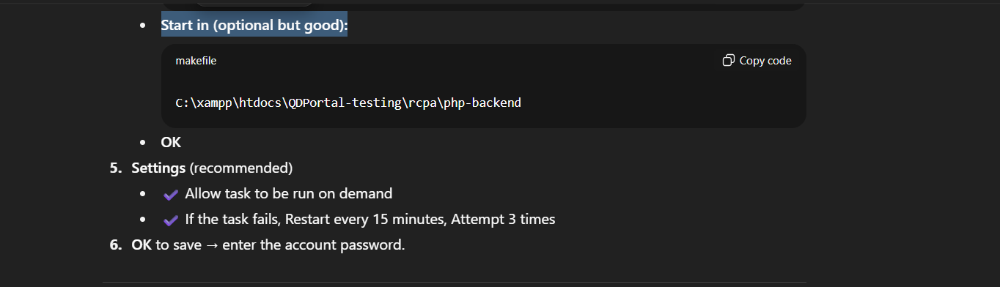 • Start in (optional but good):
makefile
Copy code
C:\xampp\htdocs\QDPortal-testing\rcpa\php-backend
• OK
5. Settings (recommended)
• ✔ Allow task to be run on demand
• ✔ If the task fails, Restart every 15 minutes, Attempt 3 times
6. OK to save → enter the account password.